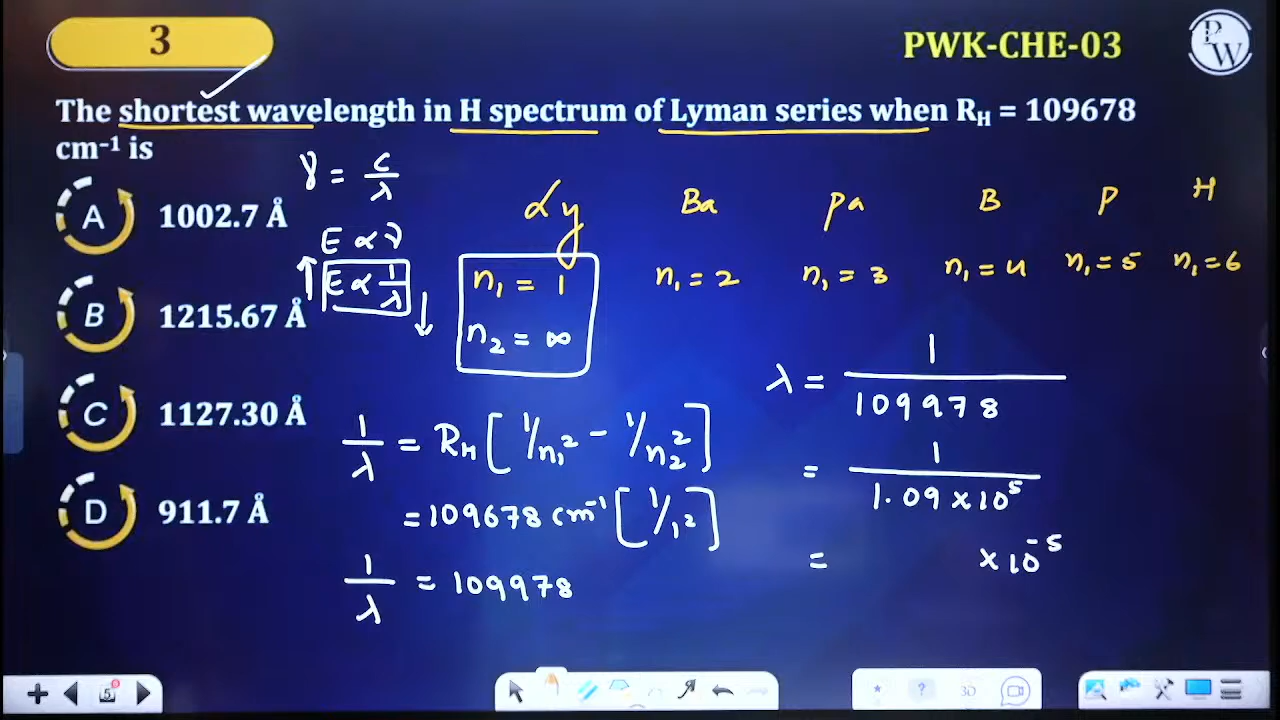 3
PWK-CHE-03
PW
The shortest wavelength in H spectrum of Lyman series when R_H = 109678
cm⁻¹ is
A 1002.7 Å
B 1215.67 Å
C 1127.30 Å
D 911.7 Å
γ = c/λ
E ∝ ν
E ∝ 1/λ
Ly Ba Pa B P H
n₁ = 1 n₁ = 2 n₁ = 3 n₁ = 4 n₁ = 5 n₁ = 6
n₂ = ∞
1/λ = R_H [ 1/n₁² − 1/n₂² ]
= 109678 cm⁻¹ [ 1/1² ]
1/λ = 109978
λ = 1/109978
= 1/1.09 × 10⁵
= × 10⁻⁵
5
3D